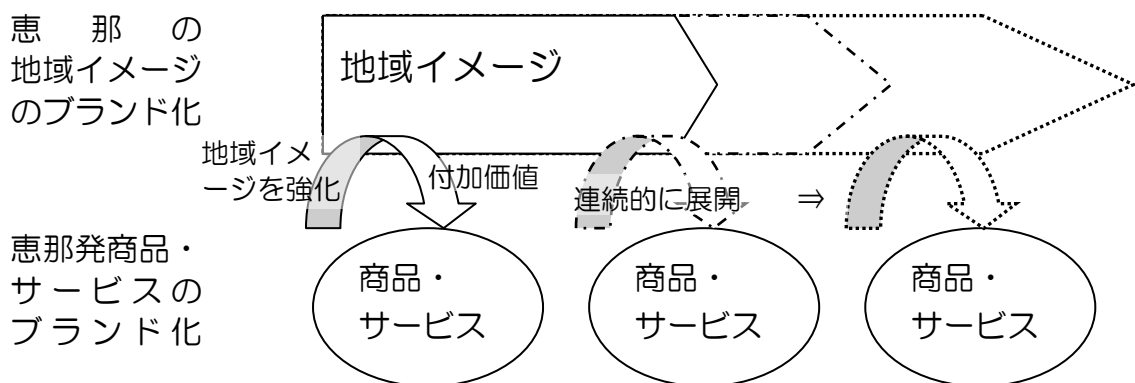 恵那の
地域イメージ
のブランド化
地域イメージ
地域イメ
ージを強化
付加価値
連続的に展開　⇒
恵那発商品・
サービスの
ブランド化
商品・
サービス
商品・
サービス
商品・
サービス